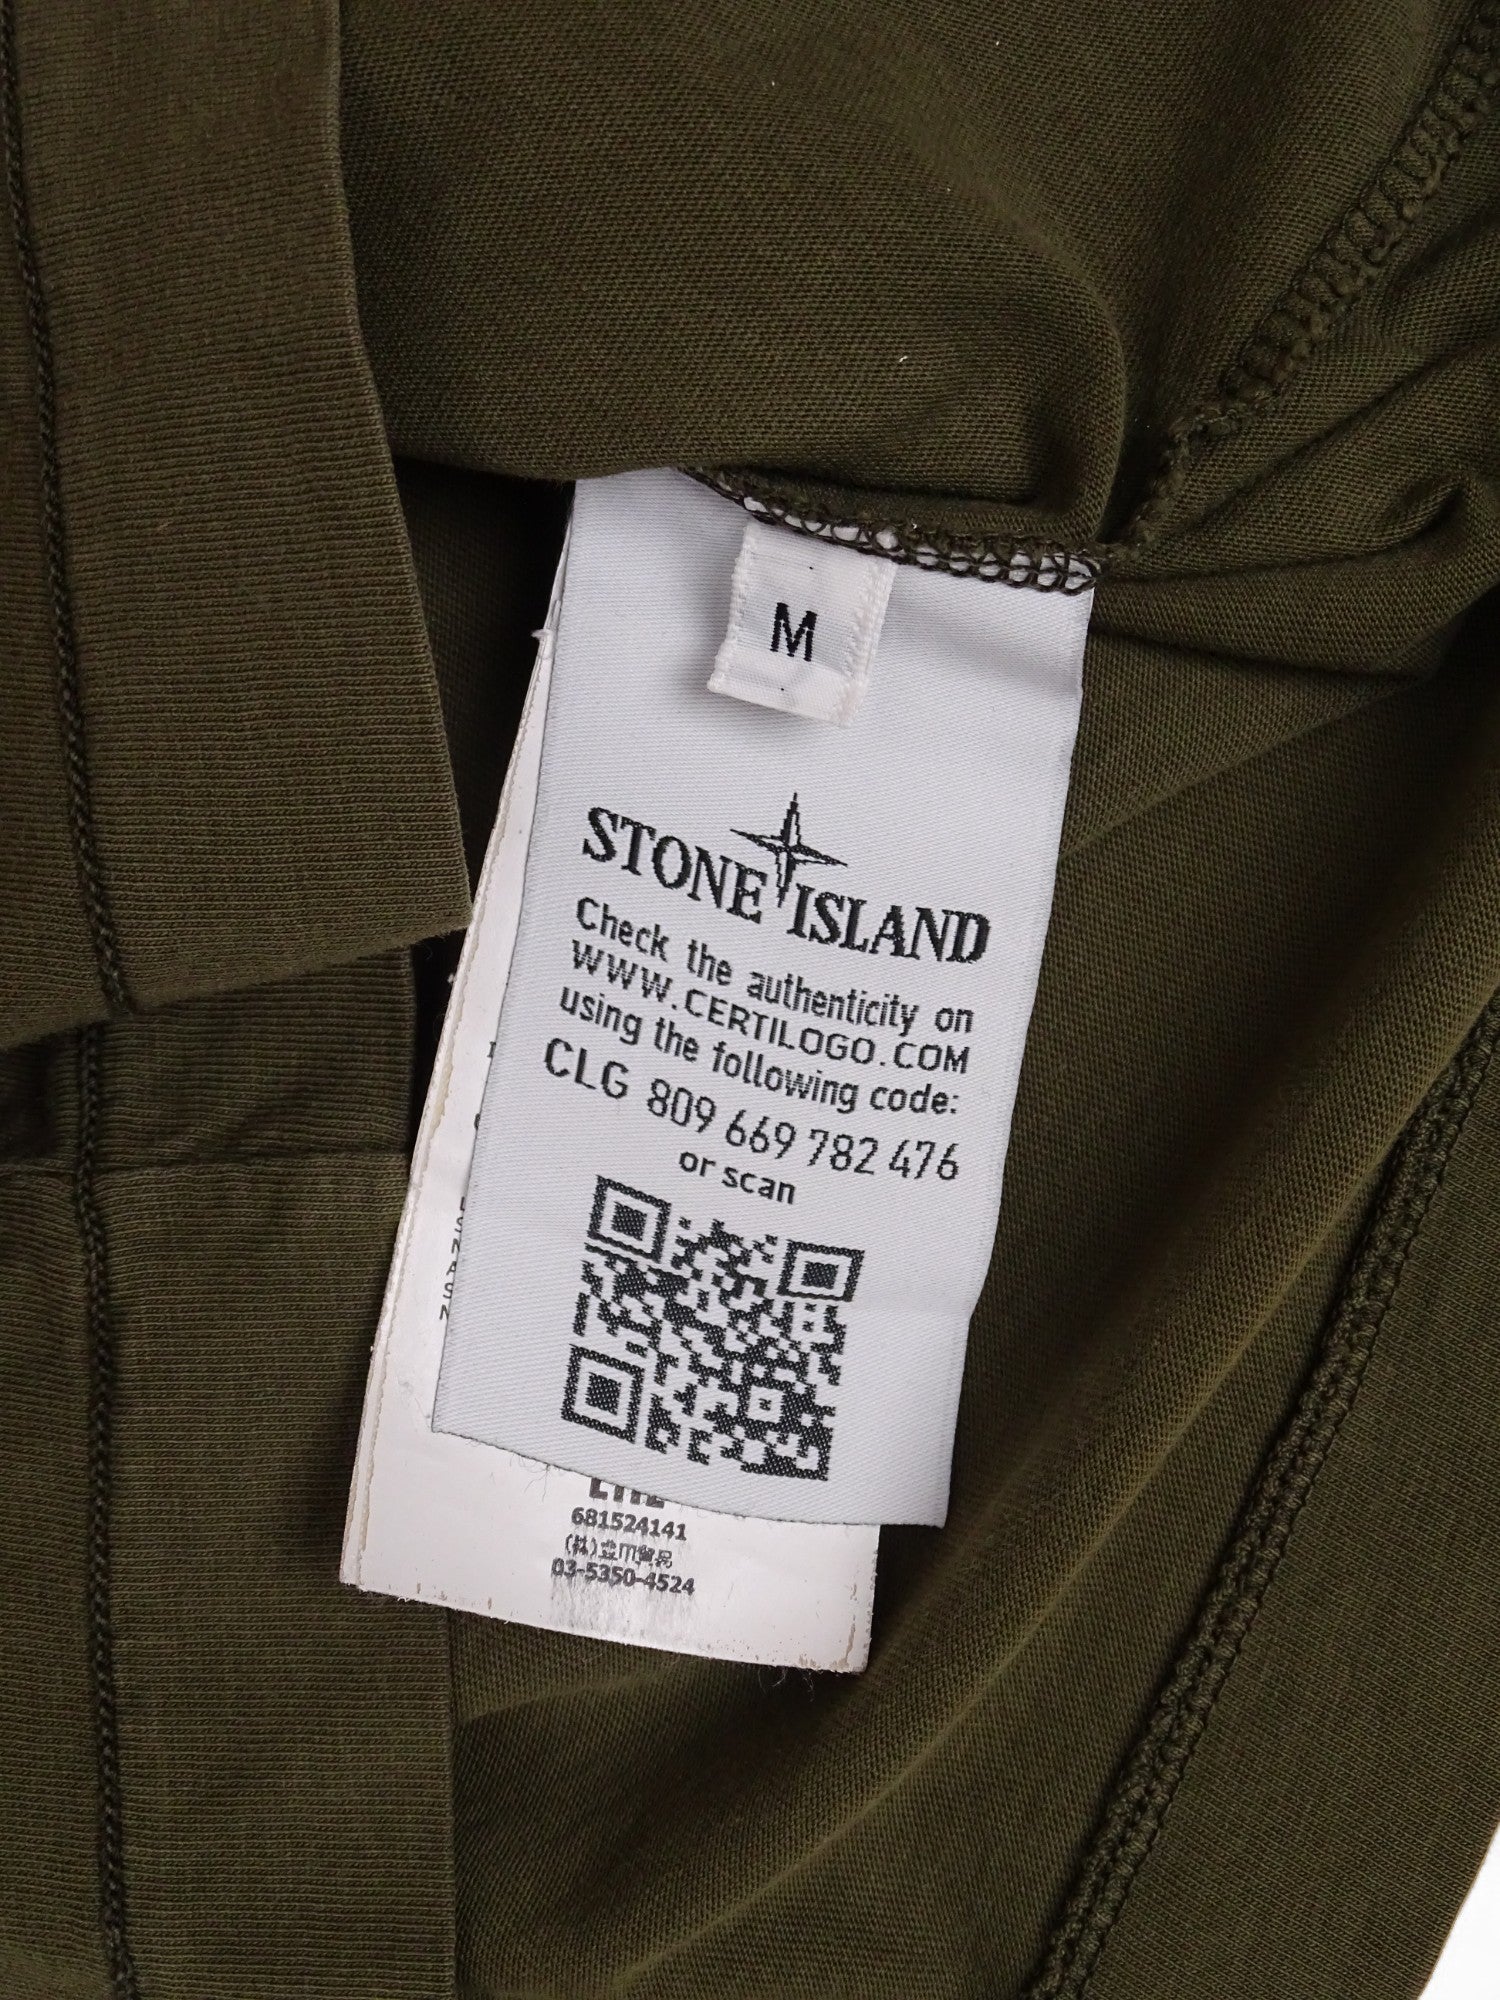 M
STONE ISLAND
Check the authenticity on
WWW.CERTILOGO.COM
using the following code:
CLG 809 669 782 476
or scan
681524141
03-5350-4524